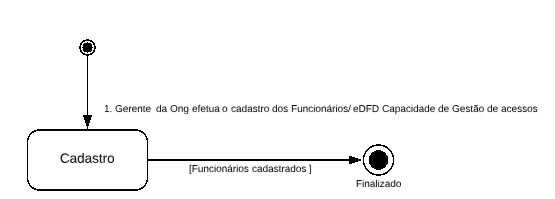 1. Gerente da Ong efetua o cadastro dos Funcionários/ eDFD Capacidade de Gestão de acessos
Cadastro
[Funcionários cadastrados ]
Finalizado